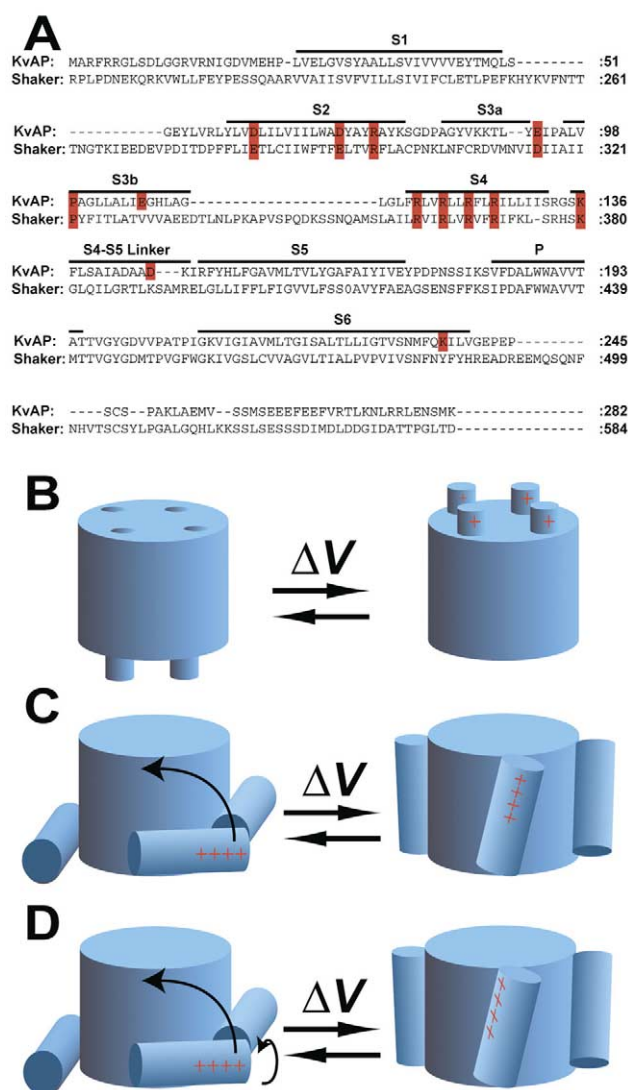 A
S1
KvAP: MARFRRGLSDLGGRVRNIGDVMEHP-LVELGVSYAALLSVIVVVVEYTMQLS-------- :51
Shaker: RPLPDNEKQRKVWLLFEYPESSQAARVVAIISVFVILLSIVIFCLETLPEFKHYKVFNTT :261
S2 S3a
KvAP: -----------GEYLVRLYLVDLILVIILWADYAYRAYKSGDPAGYVKKTL--YEIPALV :98
Shaker: TNGTKIEEDEVPDITDPFFLIETLCIIWFTFELTVRFLACPNKLNFCRDVMNVIDIIAII :321
S3b S4
KvAP: PAGLLALIEGHLAG------------------------LGLFRLVRLLRFLRILLIISRGSK :136
Shaker: PYFITLATVVVAEEDTLNLPKAPVSPQDKSSNQAMSLAILRVIRLVRVFRIFKL-SRHSK :380
S4-S5 Linker S5 P
KvAP: FLSAIADAAD---KIRFYHLFGAVMLTVLYGAFAIYIVEYPDPNSSIKSVFDALWWAVVT :193
Shaker: GLQILGRTLKSAMRELGLLIFFLFIGVVLFSSAVYFAEAGSENSFFKSIPDAFWWAVVT :439
S6
KvAP: ATTVGYGDVVPATPIGKVIGIAVMLTGISALTLLIGTVSNMFQKILVGEPEP-------- :245
Shaker: MTTVGYGDMTPVGFWGKIVGSLCVVAGVLTIALPVPVIVSNFNYFYHREADREEMQSQNF :499
KvAP: ----SCS--PAKLAEMV--SSMSEEEFEEFVRTLKNLRRLENSMK-------------- :282
Shaker: NHVTSCSYLPGALGQHLKKSSLSESSSDIMDLDDGIDATTPGLTD-------------- :584
B
ΔV
+ + + +
C
ΔV
++++
++++
D
ΔV
++++
++++